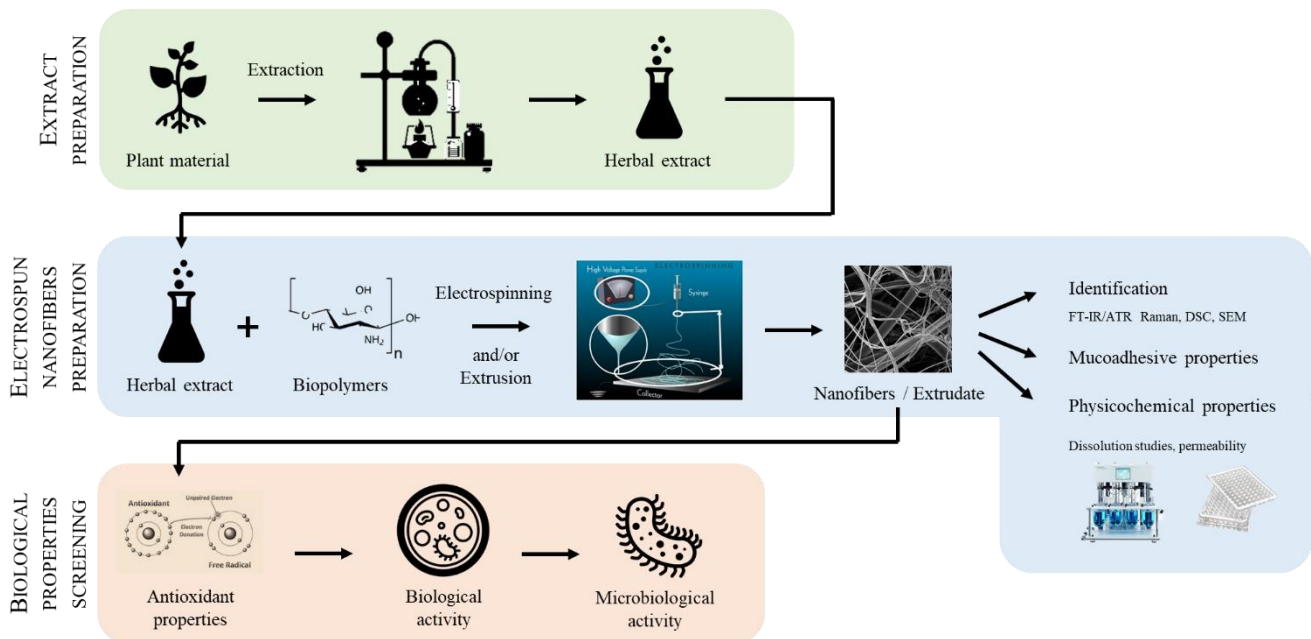 EXTRACT
PREPARATION
Extraction
Plant material
Herbal extract
ELECTROSPUN
NANOFIBERS
PREPARATION
Herbal extract
+
OH
O
O
HO
NH₂
OH
n
Biopolymers
Electrospinning
and/or
Extrusion
ELECTROSPINNING
High Voltage Power Supply
Syringe
Collector
Nanofibers / Extrudate
Identification
FT-IR/ATR Raman, DSC, SEM
Mucoadhesive properties
Physicochemical properties
Dissolution studies, permeability
BIOLOGICAL
PROPERTIES
SCREENING
Antioxidant
Unpaired Electron
Electron
Donation
Free Radical
Antioxidant
properties
Biological
activity
Microbiological
activity